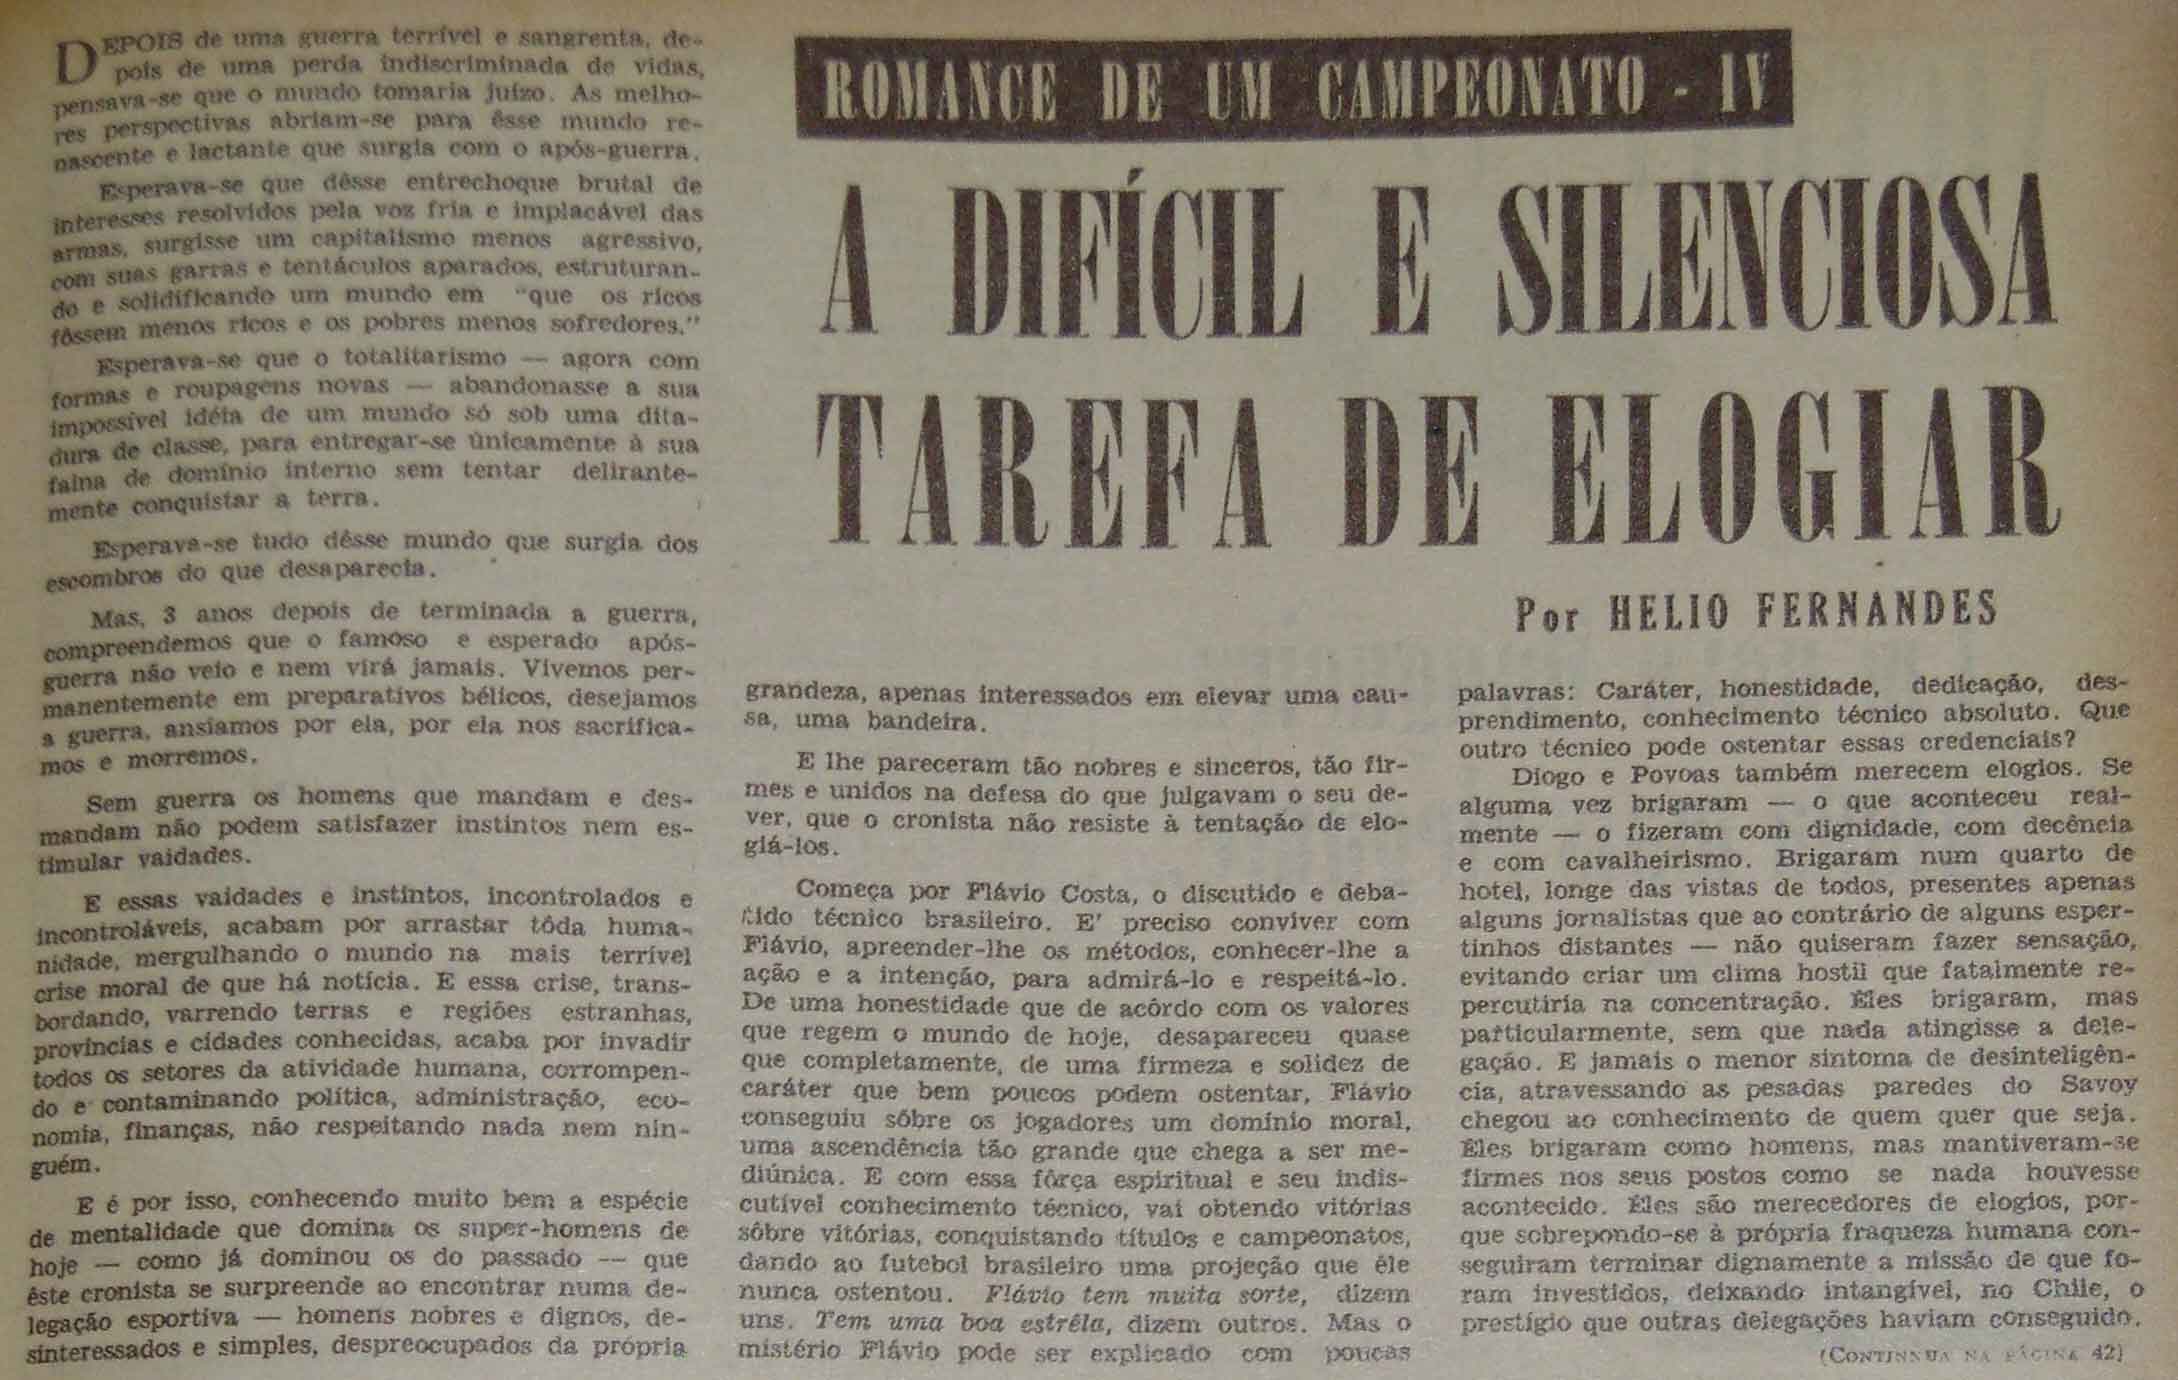 ROMANCE DE UM CAMPEONATO - IV
A DIFÍCIL E SILENCIOSA
TAREFA DE ELOGIAR
Por HELIO FERNANDES
DEPOIS de uma guerra terrível e sangrenta, de-
pois de uma perda indiscriminada de vidas,
pensava-se que o mundo tomaria juízo. As melho-
res perspectivas abriam-se para êsse mundo re-
nascente e lactante que surgia com o após-guerra.
Esperava-se que dêsse entrechoque brutal de
interesses resolvidos pela voz fria e implacável das
armas, surgisse um capitalismo menos agressivo,
com suas garras e tentáculos aparados, estruturan-
do e solidificando um mundo em "que os ricos
fôssem menos ricos e os pobres menos sofredores."
Esperava-se que o totalitarismo — agora com
formas e roupagens novas — abandonasse a sua
impossível idéia de um mundo só sob uma dita-
dura de classe, para entregar-se ùnicamente à sua
faina de domínio interno sem tentar delirante-
mente conquistar a terra.
Esperava-se tudo dêsse mundo que surgia dos
escombros do que desaparecia.
Mas, 3 anos depois de terminada a guerra,
compreendemos que o famoso e esperado após-
guerra não veio e nem virá jamais. Vivemos per-
manentemente em preparativos bélicos, desejamos
a guerra, ansiamos por ela, por ela nos sacrifica-
mos e morremos.
Sem guerra os homens que mandam e des-
mandam não podem satisfazer instintos nem es-
timular vaidades.
E essas vaidades e instintos, incontrolados e
incontroláveis, acabam por arrastar tôda huma-
nidade, mergulhando o mundo na mais terrível
crise moral de que há notícia. E essa crise, trans-
bordando, varrendo terras e regiões estranhas,
províncias e cidades conhecidas, acaba por invadir
todos os setores da atividade humana, corrompen-
do e contaminando política, administração, eco-
nomia, finanças, não respeitando nada nem nin-
guém.
E é por isso, conhecendo muito bem a espécie
de mentalidade que domina os super-homens de
hoje — como já dominou os do passado — que
êste cronista se surpreende ao encontrar numa de-
legação esportiva — homens nobres e dignos, de-
sinteressados e simples, despreocupados da própria
grandeza, apenas interessados em elevar uma cau-
sa, uma bandeira.
E lhe pareceram tão nobres e sinceros, tão fir-
mes e unidos na defesa do que julgavam o seu de-
ver, que o cronista não resiste à tentação de elo-
giá-los.
Começa por Flávio Costa, o discutido e deba-
tido técnico brasileiro. E' preciso conviver com
Flávio, apreender-lhe os métodos, conhecer-lhe a
ação e a intenção, para admirá-lo e respeitá-lo.
De uma honestidade que de acôrdo com os valores
que regem o mundo de hoje, desapareceu quase
que completamente, de uma firmeza e solidez de
caráter que bem poucos podem ostentar, Flávio
conseguiu sôbre os jogadores um domínio moral,
uma ascendência tão grande que chega a ser me-
diúnica. E com essa fôrça espiritual e seu indis-
cutível conhecimento técnico, vai obtendo vitórias
sôbre vitórias, conquistando títulos e campeonatos,
dando ao futebol brasileiro uma projeção que êle
nunca ostentou. Flávio tem muita sorte, dizem
uns. Tem uma boa estrêla, dizem outros. Mas o
mistério Flávio pode ser explicado com poucas
palavras: Caráter, honestidade, dedicação, des-
prendimento, conhecimento técnico absoluto. Que
outro técnico pode ostentar essas credenciais?
Diogo e Povoas também merecem elogios. Se
alguma vez brigaram — o que aconteceu real-
mente — o fizeram com dignidade, com decência
e com cavalheirismo. Brigaram num quarto de
hotel, longe das vistas de todos, presentes apenas
alguns jornalistas que ao contrário de alguns esper-
tinhos distantes — não quiseram fazer sensação,
evitando criar um clima hostil que fatalmente re-
percutiria na concentração. Êles brigaram, mas
particularmente, sem que nada atingisse a dele-
gação. E jamais o menor sintoma de desinteligên-
cia, atravessando as pesadas paredes do Savoy
chegou ao conhecimento de quem quer que seja.
Êles brigaram como homens, mas mantiveram-se
firmes nos seus postos como se nada houvesse
acontecido. Êles são merecedores de elogios, por-
que sobrepondo-se à própria fraqueza humana con-
seguiram terminar dignamente a missão de que fo-
ram investidos, deixando intangível, no Chile, o
prestígio que outras delegações haviam conseguido.
(CONTINNUA NA PÁGINA 42)